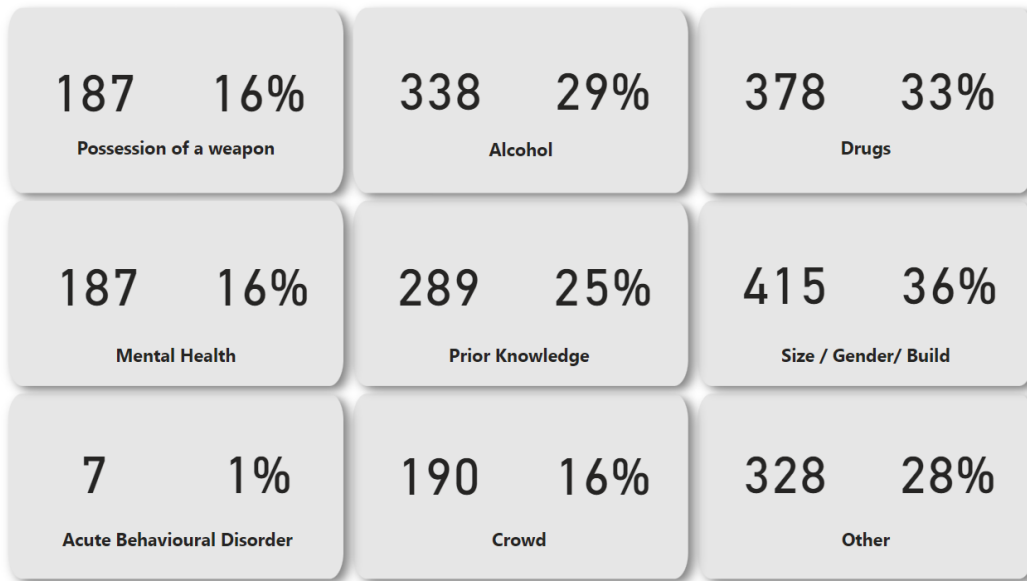 187 16%
Possession of a weapon
338 29%
Alcohol
378 33%
Drugs
187 16%
Mental Health
289 25%
Prior Knowledge
415 36%
Size / Gender/ Build
7 1%
Acute Behavioural Disorder
190 16%
Crowd
328 28%
Other